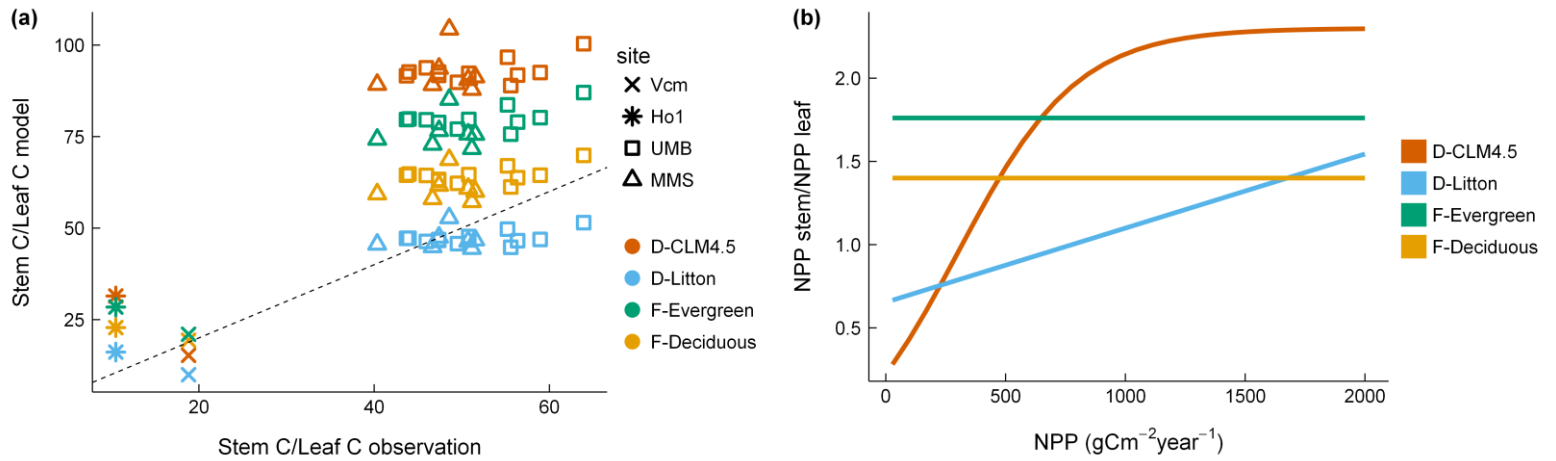 (a)
Stem C/Leaf C model
100
75
50
25
20
40
60
Stem C/Leaf C observation
site
Vcm
Ho1
UMB
MMS
D-CLM4.5
D-Litton
F-Evergreen
F-Deciduous
(b)
NPP stem/NPP leaf
2.0
1.5
1.0
0.5
0
500
1000
1500
2000
NPP (gCm⁻²year⁻¹)
D-CLM4.5
D-Litton
F-Evergreen
F-Deciduous